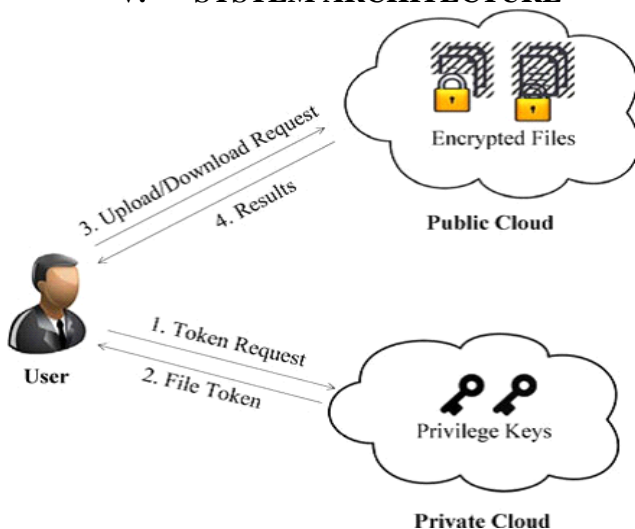 V. SYSTEM ARCHITECTURE
Encrypted Files
Public Cloud
3. Upload/Download Request
4. Results
User
1. Token Request
2. File Token
Privilege Keys
Private Cloud